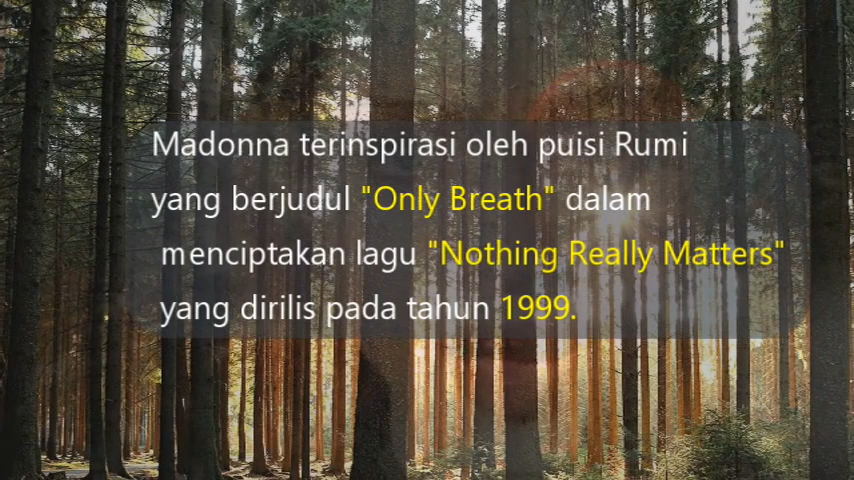 Madonna terinspirasi oleh puisi Rumi
yang berjudul "Only Breath" dalam
menciptakan lagu "Nothing Really Matters"
yang dirilis pada tahun 1999.